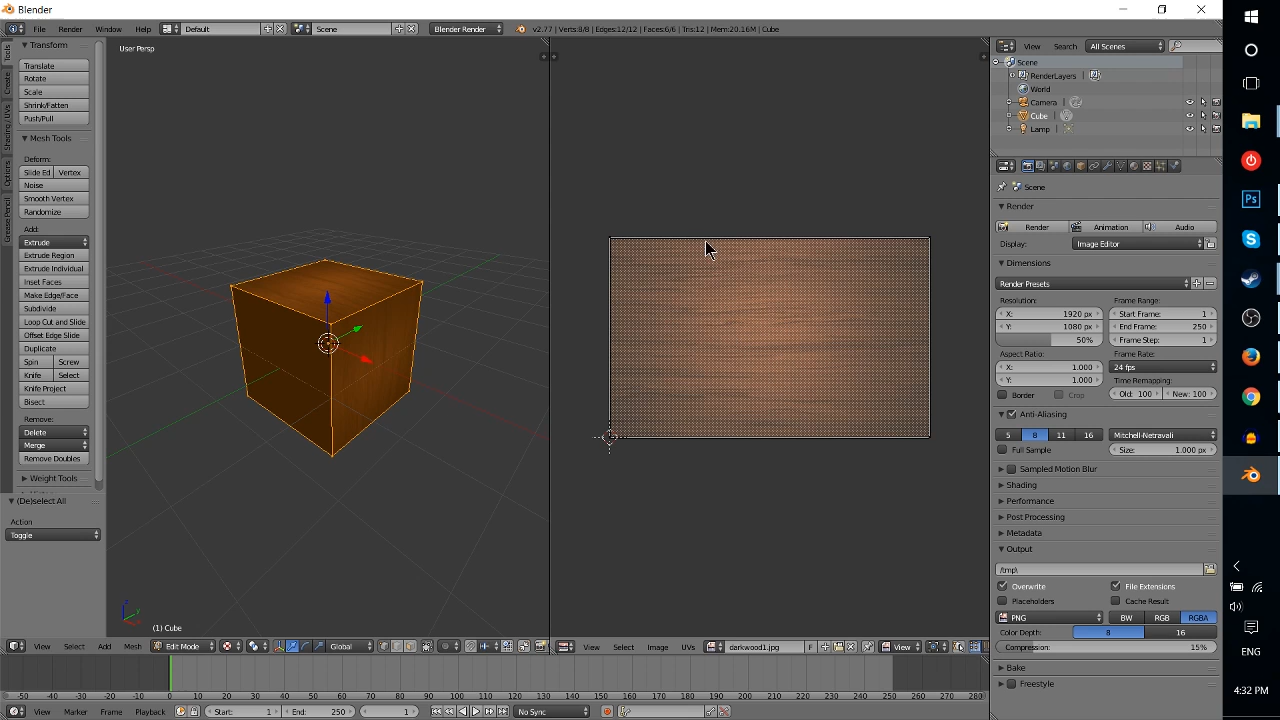 Blender
File Render Window Help Default Scene Blender Render v2.77 | Verts:8/8 | Edges:12/12 | Faces:6/6 | Tris:12 | Mem:20.16M | Cube
Tools
Create
Shading / UVs
Options
Grease Pencil
Transform
Translate
Rotate
Scale
Shrink/Fatten
Push/Pull
Mesh Tools
Deform:
Slide Ed Vertex
Noise
Smooth Vertex
Randomize
Add:
Extrude
Extrude Region
Extrude Individual
Inset Faces
Make Edge/Face
Subdivide
Loop Cut and Slide
Offset Edge Slide
Duplicate
Spin Screw
Knife Select
Knife Project
Bisect
Remove:
Delete
Merge
Remove Doubles
Weight Tools
(De)select All
Action
Toggle
User Persp
(1) Cube
View Select Add Mesh Edit Mode Global
View Select Image UVs darkwood1.jpg F View
-50 -40 -30 -20 -10 0 10 20 30 40 50 60 70 80 90 100 110 120 130 140 150 160 170 180 190 200 210 220 230 240 250 260 270 280
View Marker Frame Playback Start: 1 End: 250 1 No Sync
View Search All Scenes
Scene
RenderLayers |
World
Camera |
Cube |
Lamp |
Scene
Render
Render Animation Audio
Display: Image Editor
Dimensions
Render Presets
Resolution: Frame Range:
X: 1920 px Start Frame: 1
Y: 1080 px End Frame: 250
50% Frame Step: 1
Aspect Ratio: Frame Rate:
X: 1.000 24 fps
Y: 1.000 Time Remapping:
Border Crop Old: 100 New: 100
Anti-Aliasing
5 8 11 16 Mitchell-Netravali
Full Sample Size: 1.000 px
Sampled Motion Blur
Shading
Performance
Post Processing
Metadata
Output
/tmp\
Overwrite File Extensions
Placeholders Cache Result
PNG BW RGB RGBA
Color Depth: 8 16
Compression: 15%
Bake
Freestyle
Ps
ENG
4:32 PM